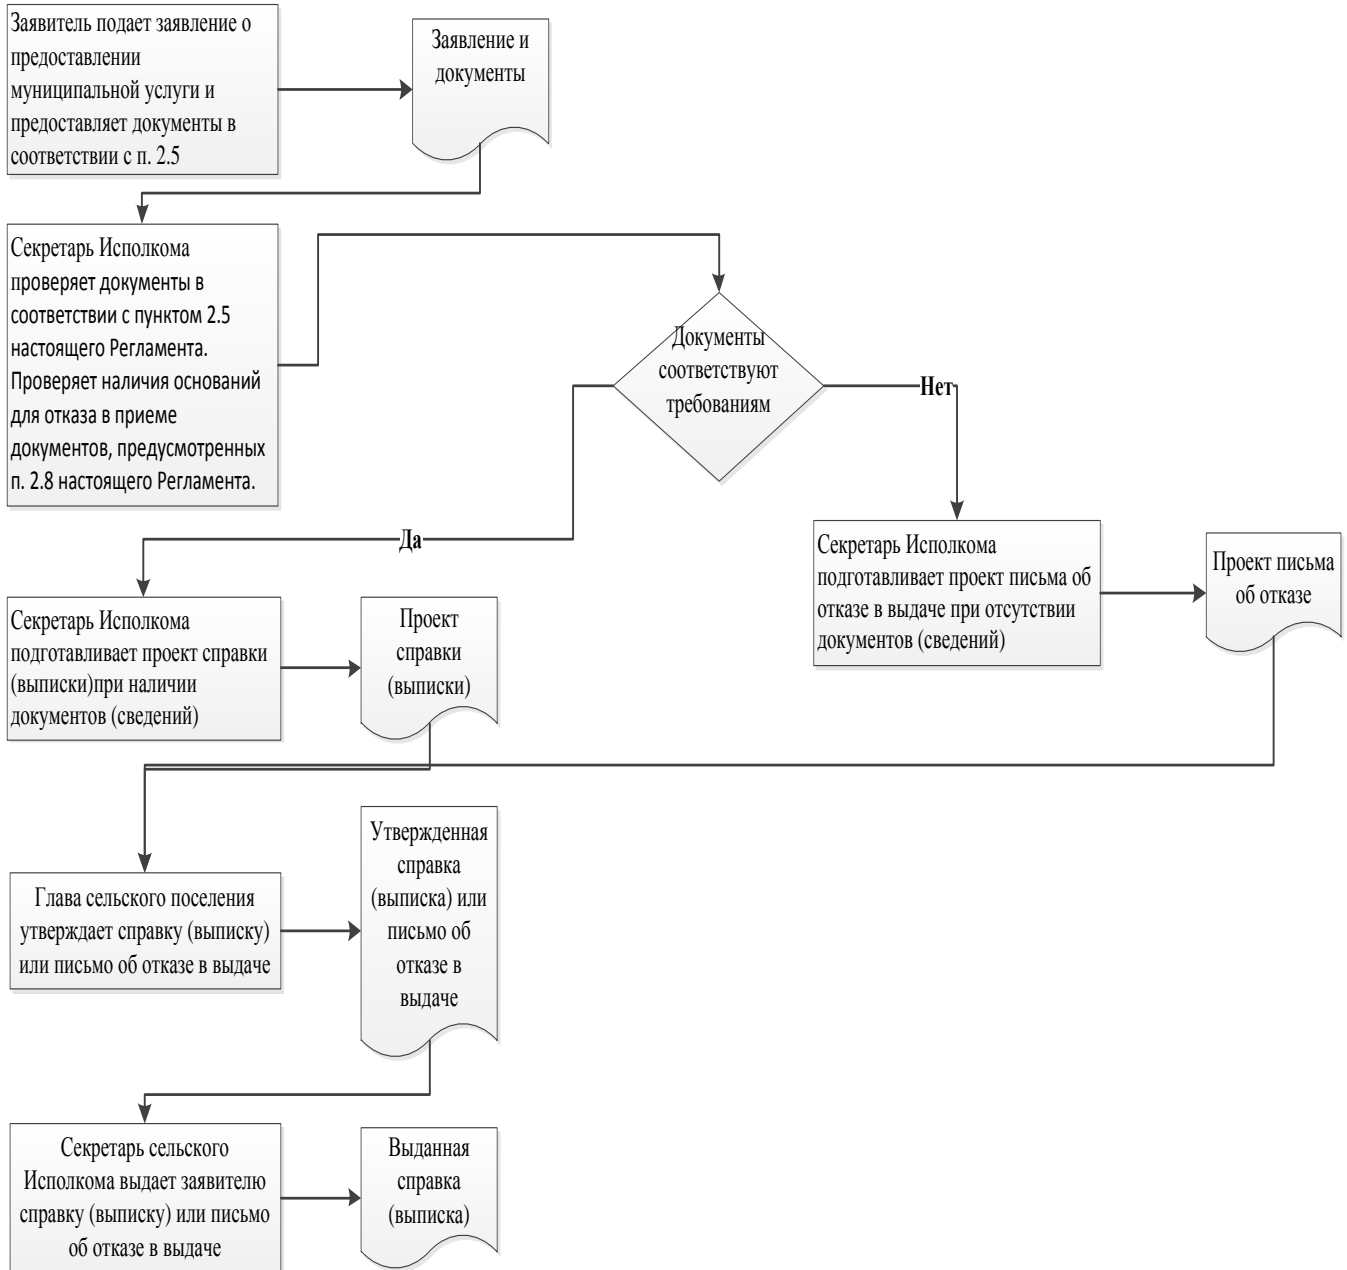 Заявитель подает заявление о
предоставлении
муниципальной услуги и
предоставляет документы в
соответствии с п. 2.5
Заявление и
документы
Секретарь Исполкома
проверяет документы в
соответствии с пунктом 2.5
настоящего Регламента.
Проверяет наличия оснований
для отказа в приеме
документов, предусмотренных
п. 2.8 настоящего Регламента.
Документы
соответствуют
требованиям
Нет
Да
Секретарь Исполкома
подготавливает проект письма об
отказе в выдаче при отсутствии
документов (сведений)
Проект письма
об отказе
Секретарь Исполкома
подготавливает проект справки
(выписки)при наличии
документов (сведений)
Проект
справки
(выписки)
Глава сельского поселения
утверждает справку (выписку)
или письмо об отказе в выдаче
Утвержденная
справка
(выписка) или
письмо об
отказе в
выдаче
Секретарь сельского
Исполкома выдает заявителю
справку (выписку) или письмо
об отказе в выдаче
Выданная
справка
(выписка)